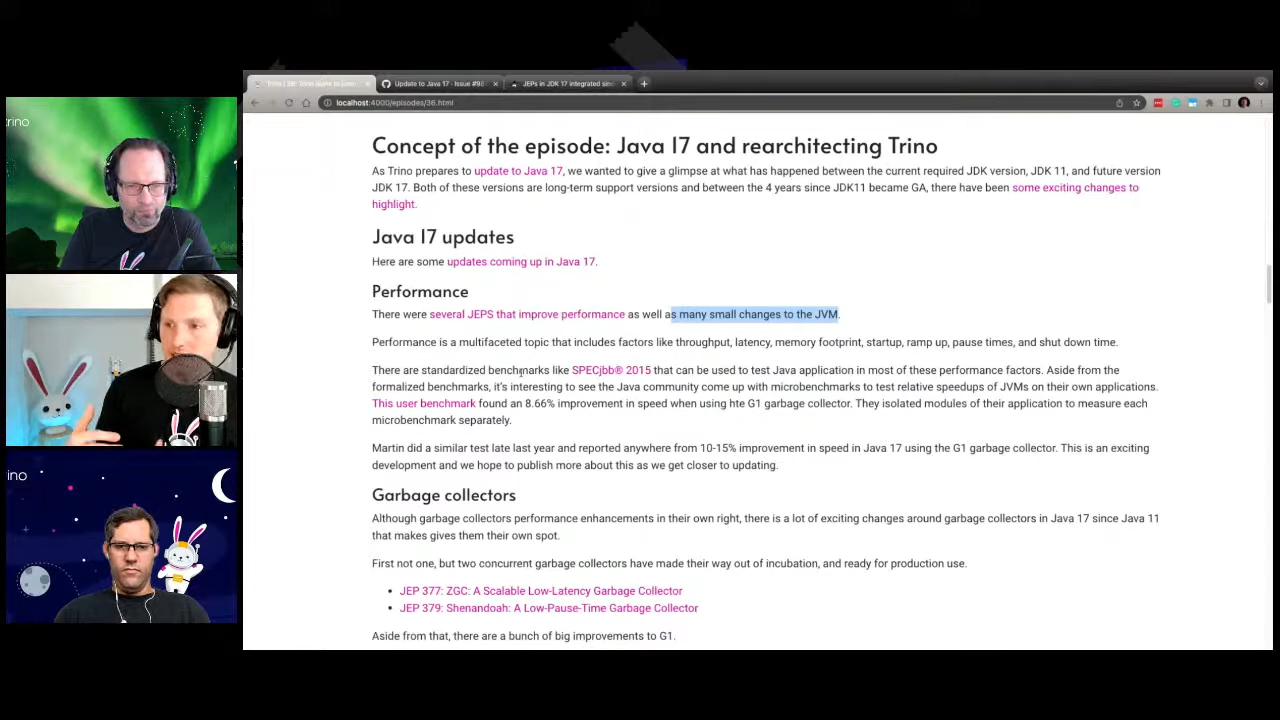 Trino | 36: Trino plans to jump
Update to Java 17 · Issue #98
JEPs in JDK 17 integrated sinc
localhost:4000/episodes/36.html
trino
ino
Concept of the episode: Java 17 and rearchitecting Trino
As Trino prepares to update to Java 17, we wanted to give a glimpse at what has happened between the current required JDK version, JDK 11, and future version
JDK 17. Both of these versions are long-term support versions and between the 4 years since JDK11 became GA, there have been some exciting changes to
highlight.
Java 17 updates
Here are some updates coming up in Java 17.
Performance
There were several JEPS that improve performance as well as many small changes to the JVM.
Performance is a multifaceted topic that includes factors like throughput, latency, memory footprint, startup, ramp up, pause times, and shut down time.
There are standardized benchmarks like SPECjbb® 2015 that can be used to test Java application in most of these performance factors. Aside from the
formalized benchmarks, it's interesting to see the Java community come up with microbenchmarks to test relative speedups of JVMs on their own applications.
This user benchmark found an 8.66% improvement in speed when using hte G1 garbage collector. They isolated modules of their application to measure each
microbenchmark separately.
Martin did a similar test late last year and reported anywhere from 10-15% improvement in speed in Java 17 using the G1 garbage collector. This is an exciting
development and we hope to publish more about this as we get closer to updating.
Garbage collectors
Although garbage collectors performance enhancements in their own right, there is a lot of exciting changes around garbage collectors in Java 17 since Java 11
that makes gives them their own spot.
First not one, but two concurrent garbage collectors have made their way out of incubation, and ready for production use.
• JEP 377: ZGC: A Scalable Low-Latency Garbage Collector
• JEP 379: Shenandoah: A Low-Pause-Time Garbage Collector
Aside from that, there are a bunch of big improvements to G1.